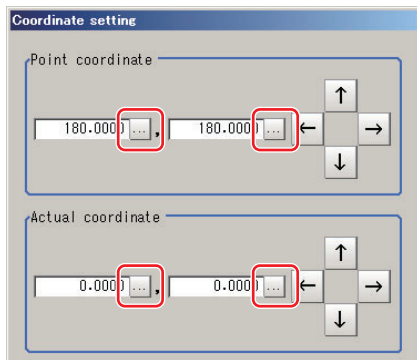 Coordinate setting
Point coordinate
↑
180.0000 ... , 180.0000 ... ← →
↓
Actual coordinate
↑
0.0000 ... , 0.0000 ... ← →
↓